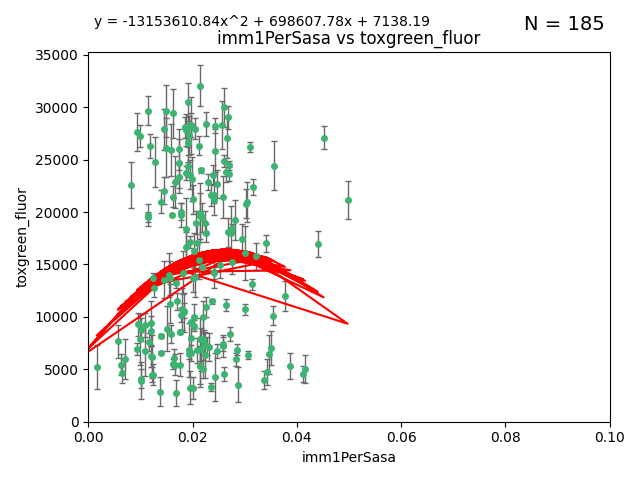 y = -13153610.84x^2 + 698607.78x + 7138.19
N = 185
imm1PerSasa vs toxgreen_fluor
35000
30000
25000
20000
15000
10000
5000
0
toxgreen_fluor
0.00 0.02 0.04 0.06 0.08 0.10
imm1PerSasa